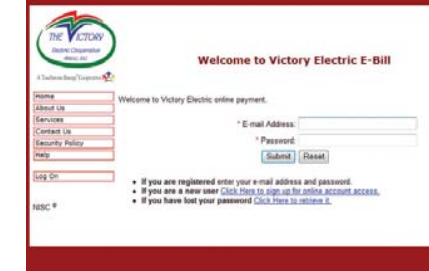 THE VICTORY
Electric Cooperative
Welcome to Victory Electric E-Bill
Home
About Us
Services
Contact Us
Security Policy
Help
Log On
NISC ©
Welcome to Victory Electric online payment.
* E-mail Address:
* Password:
Submit Reset
• If you are registered enter your e-mail address and password.
• If you are a new user Click Here to sign up for online account access.
• If you have lost your password Click Here to retrieve it.